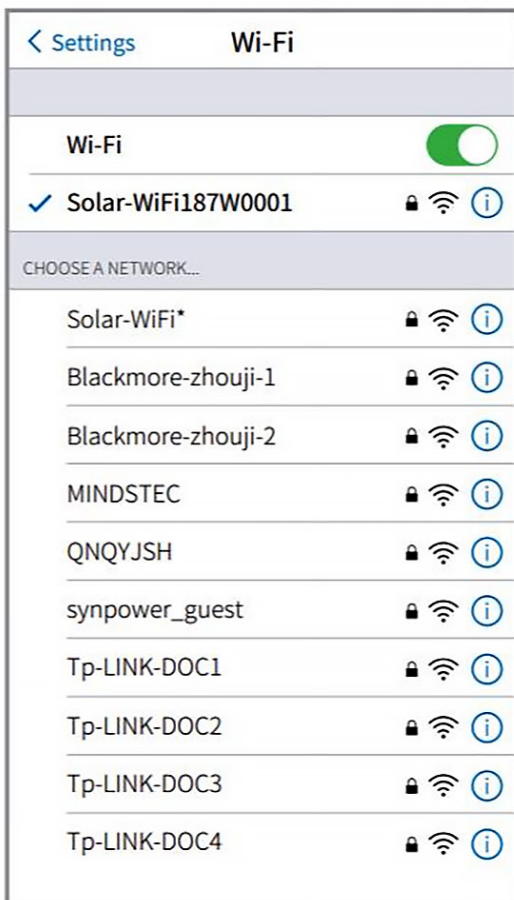 Settings Wi-Fi
Wi-Fi
Solar-WiFi187W0001
CHOOSE A NETWORK...
Solar-WiFi*
Blackmore-zhouji-1
Blackmore-zhouji-2
MINDSTEC
QNQYJSH
synpower_guest
Tp-LINK-DOC1
Tp-LINK-DOC2
Tp-LINK-DOC3
Tp-LINK-DOC4